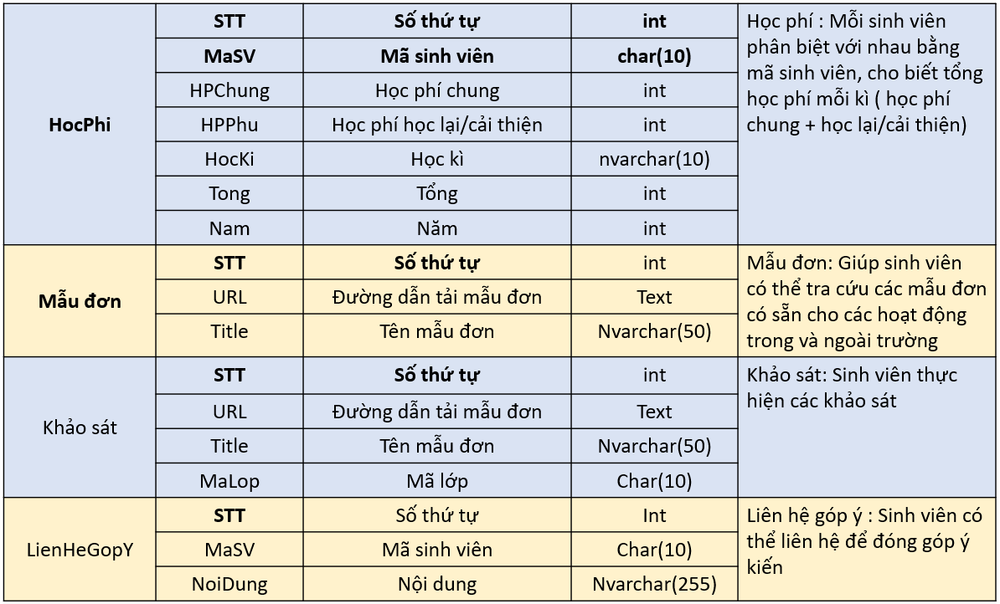 HocPhi
STT Số thứ tự int
MaSV Mã sinh viên char(10)
HPChung Học phí chung int
HPPhu Học phí học lại/cải thiện int
HocKi Học kì nvarchar(10)
Tong Tổng int
Nam Năm int
Học phí : Mỗi sinh viên
phân biệt với nhau bằng
mã sinh viên, cho biết tổng
học phí mỗi kì ( học phí
chung + học lại/cải thiện)
Mẫu đơn
STT Số thứ tự int
URL Đường dẫn tải mẫu đơn Text
Title Tên mẫu đơn Nvarchar(50)
Mẫu đơn: Giúp sinh viên
có thể tra cứu các mẫu đơn
có sẵn cho các hoạt động
trong và ngoài trường
Khảo sát
STT Số thứ tự int
URL Đường dẫn tải mẫu đơn Text
Title Tên mẫu đơn Nvarchar(50)
MaLop Mã lớp Char(10)
Khảo sát: Sinh viên thực
hiện các khảo sát
LienHeGopY
STT Số thứ tự Int
MaSV Mã sinh viên Char(10)
NoiDung Nội dung Nvarchar(255)
Liên hệ góp ý : Sinh viên có
thể liên hệ để đóng góp ý
kiến